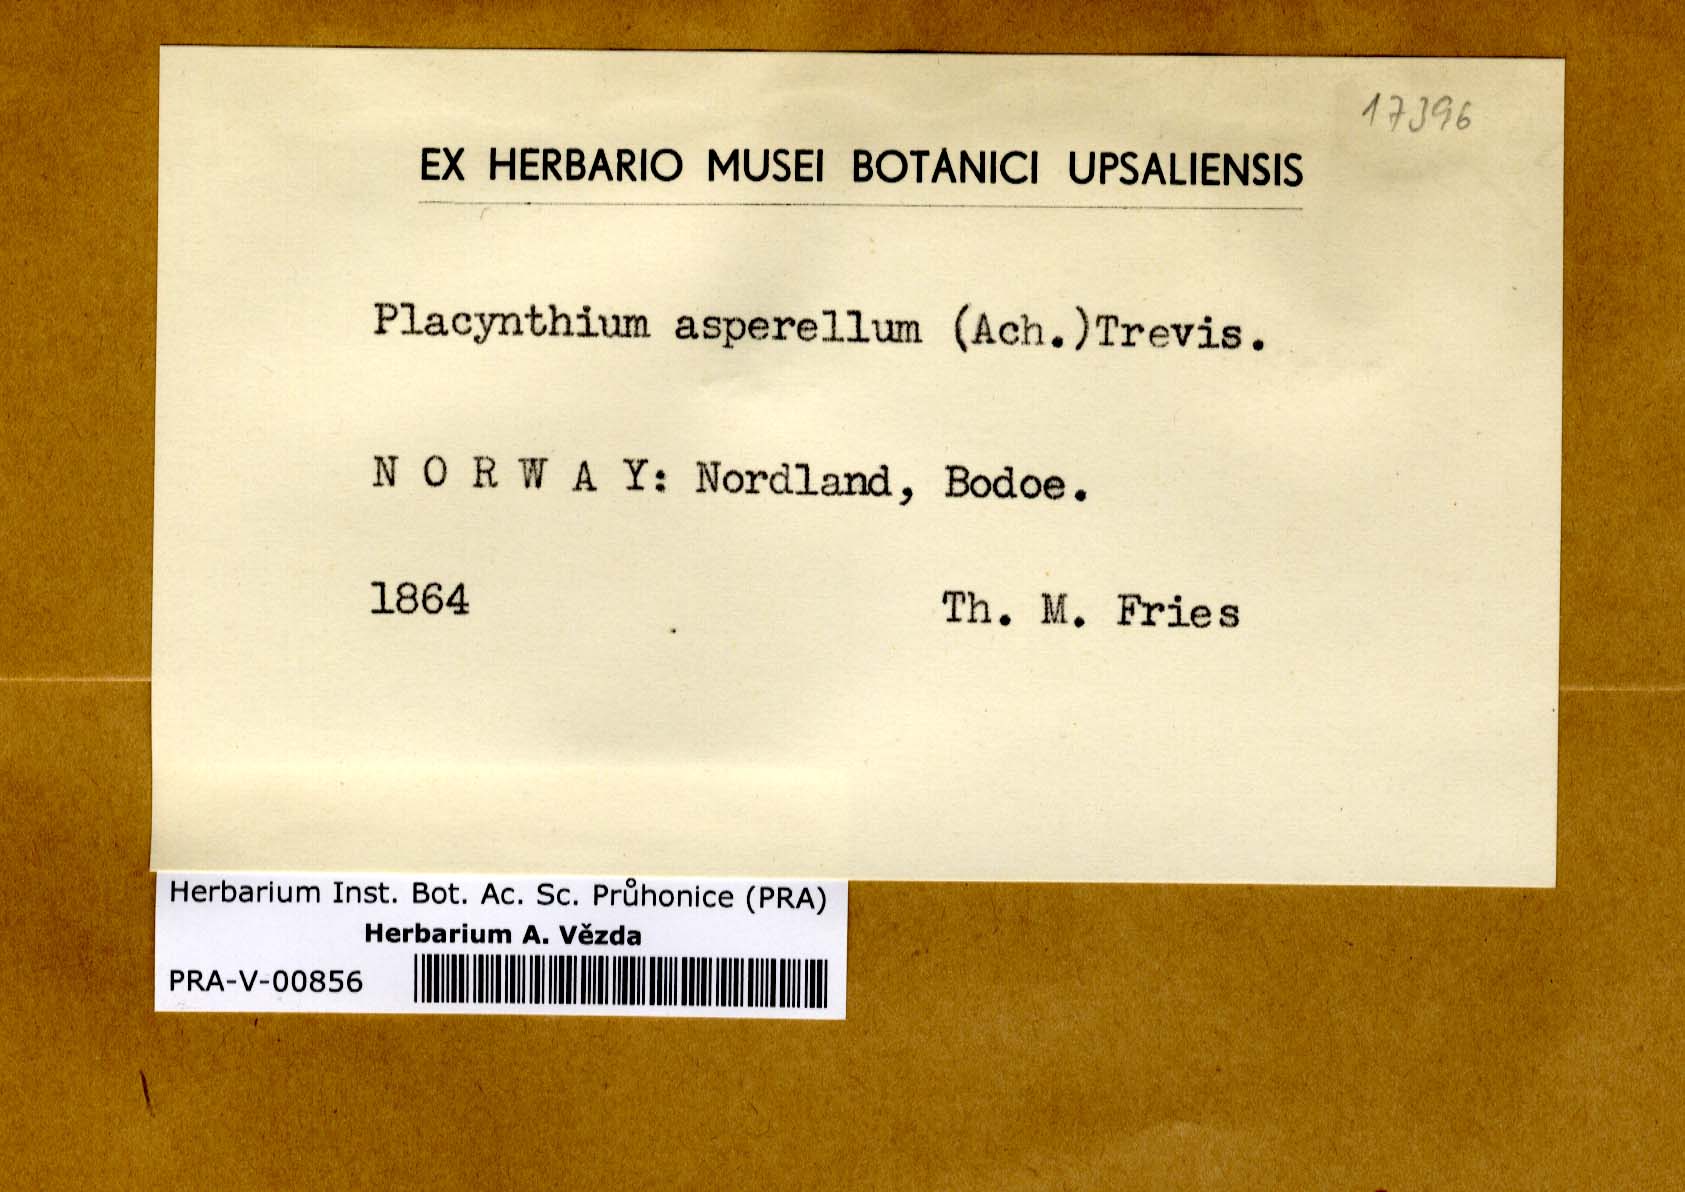 17396
EX HERBARIO MUSEI BOTANICI UPSALIENSIS
Placynthium asperellum (Ach.)Trevis.
N O R W A Y: Nordland, Bodoe.
1864 Th. M. Fries
Herbarium Inst. Bot. Ac. Sc. Průhonice (PRA)
Herbarium A. Vězda
PRA-V-00856